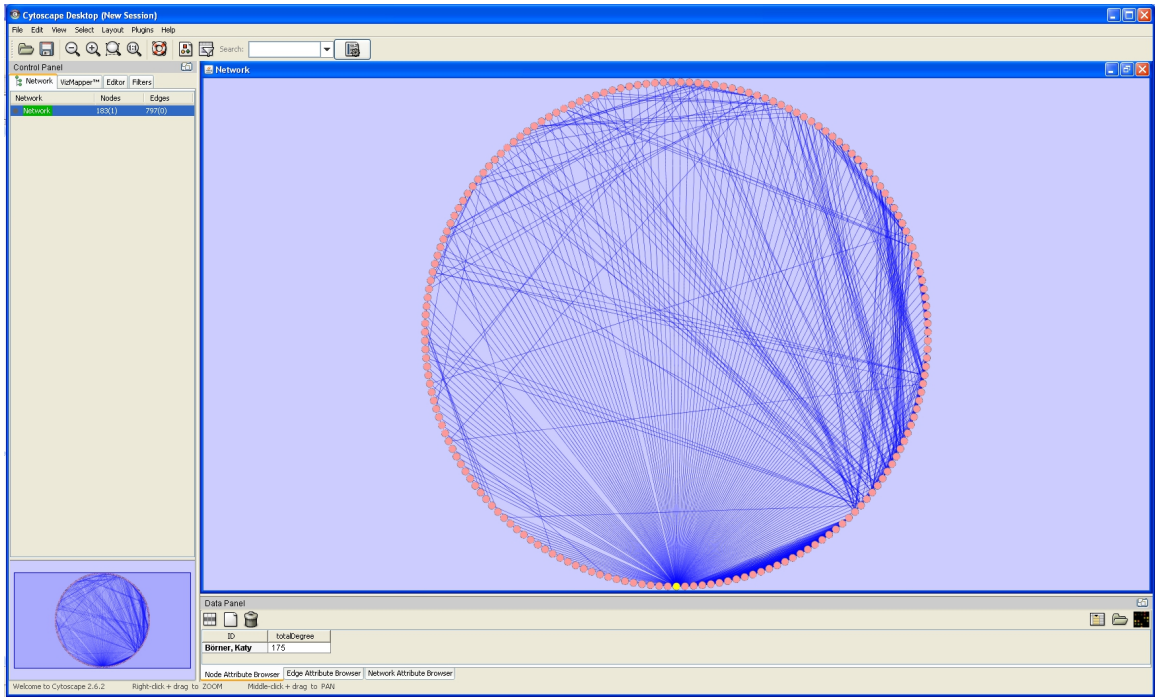 Cytoscape Desktop (New Session)
File Edit View Select Layout Plugins Help
Search:
Control Panel
Network VizMapper™ Editor Filters
Network Nodes Edges
Network 183(1) 797(0)
Network
Data Panel
ID totalDegree
Börner, Katy 175
Node Attribute Browser Edge Attribute Browser Network Attribute Browser
Welcome to Cytoscape 2.6.2 Right-click + drag to ZOOM Middle-click + drag to PAN